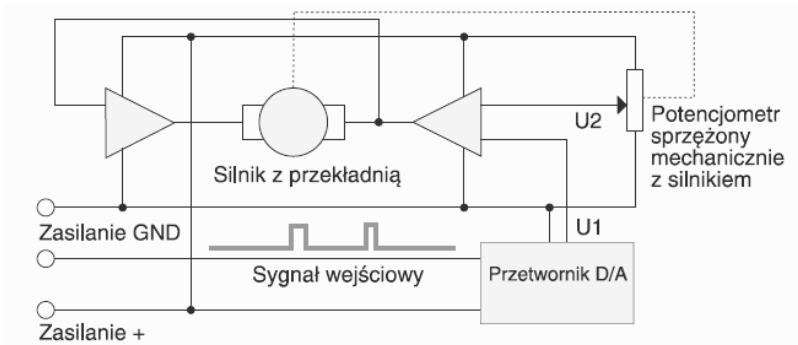 U2
Potencjometr
sprzężony
mechanicznie
z silnikiem
Silnik z przekładnią
Zasilanie GND
U1
Sygnał wejściowy
Przetwornik D/A
Zasilanie +